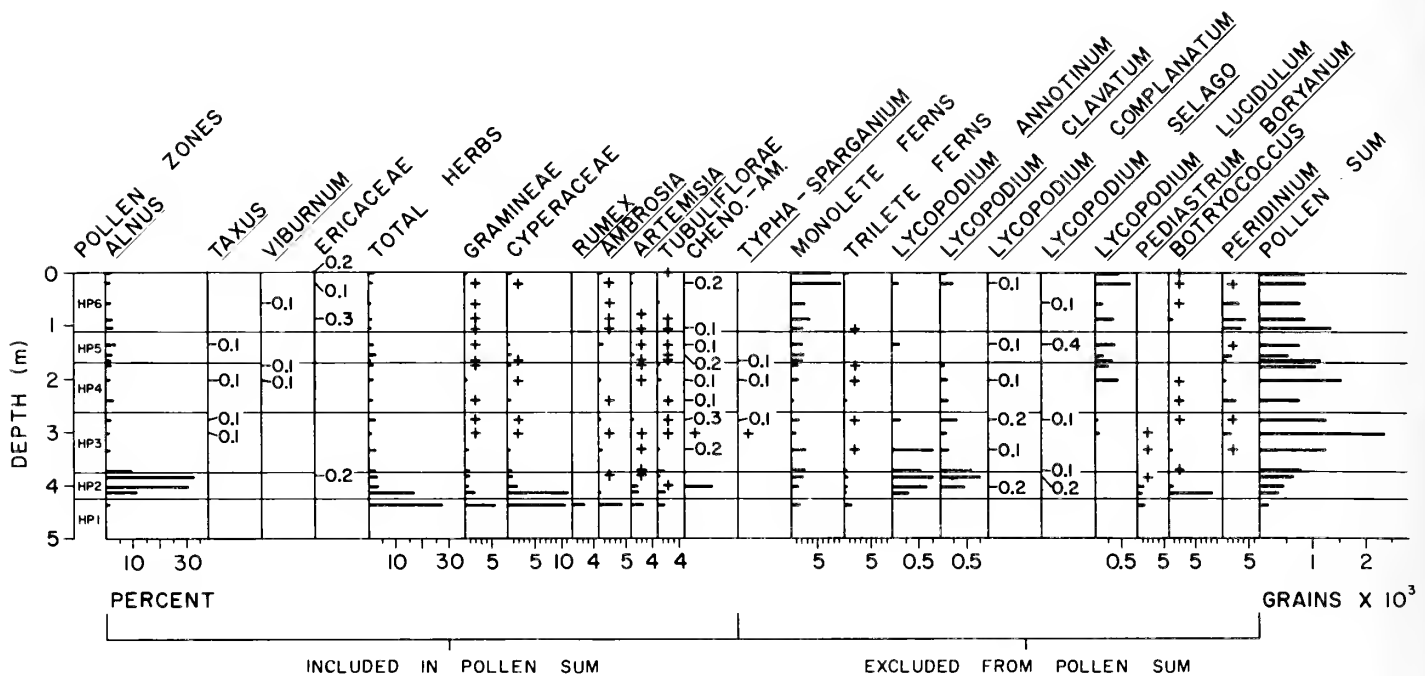 POLLEN ZONES
ALNUS
TAXUS
VIBURNUM
ERICACEAE
TOTAL HERBS
GRAMINEAE
CYPERACEAE
RUMEX
AMBROSIA
ARTEMISIA
TUBULIFLORAE
CHENO.-AM.
TYPHA-SPARGANIUM
MONOLETE FERNS
TRILETE FERNS
LYCOPODIUM ANNOTINUM
LYCOPODIUM CLAVATUM
LYCOPODIUM COMPLANATUM
LYCOPODIUM SELAGO
LYCOPODIUM LUCIDULUM
PEDIASTRUM BORYANUM
BOTRYOCOCCUS
PERIDINIUM
POLLEN SUM
DEPTH (m)
0 0.2
+ +
0.1 + + + -0.2 -0.1 + +
HP6 -0.1 + + -0.1 +
-0.3 + + + +
1 + + + + -0.1 +
HP5 -0.1 + + + -0.1 -0.1 -0.4 +
-0.1 + + + + 0.2 -0.1 +
2 -0.1 -0.1 + + -0.1 -0.1 + -0.1 +
HP4 + + + -0.1 +
-0.1 + + + -0.3 -0.1 + -0.2 -0.1 + +
3 -0.1 + + + + + + + +
HP3 + -0.2 + -0.1 + +
-0.2 + + -0.1 + +
4 + -0.2 0.2
HP2
HP1
5
10 30 10 30 5 5 10 4 5 4 4 5 5 0.5 0.5 0.5 5 5 5 1 2
PERCENT GRAINS X 10³
INCLUDED IN POLLEN SUM EXCLUDED FROM POLLEN SUM